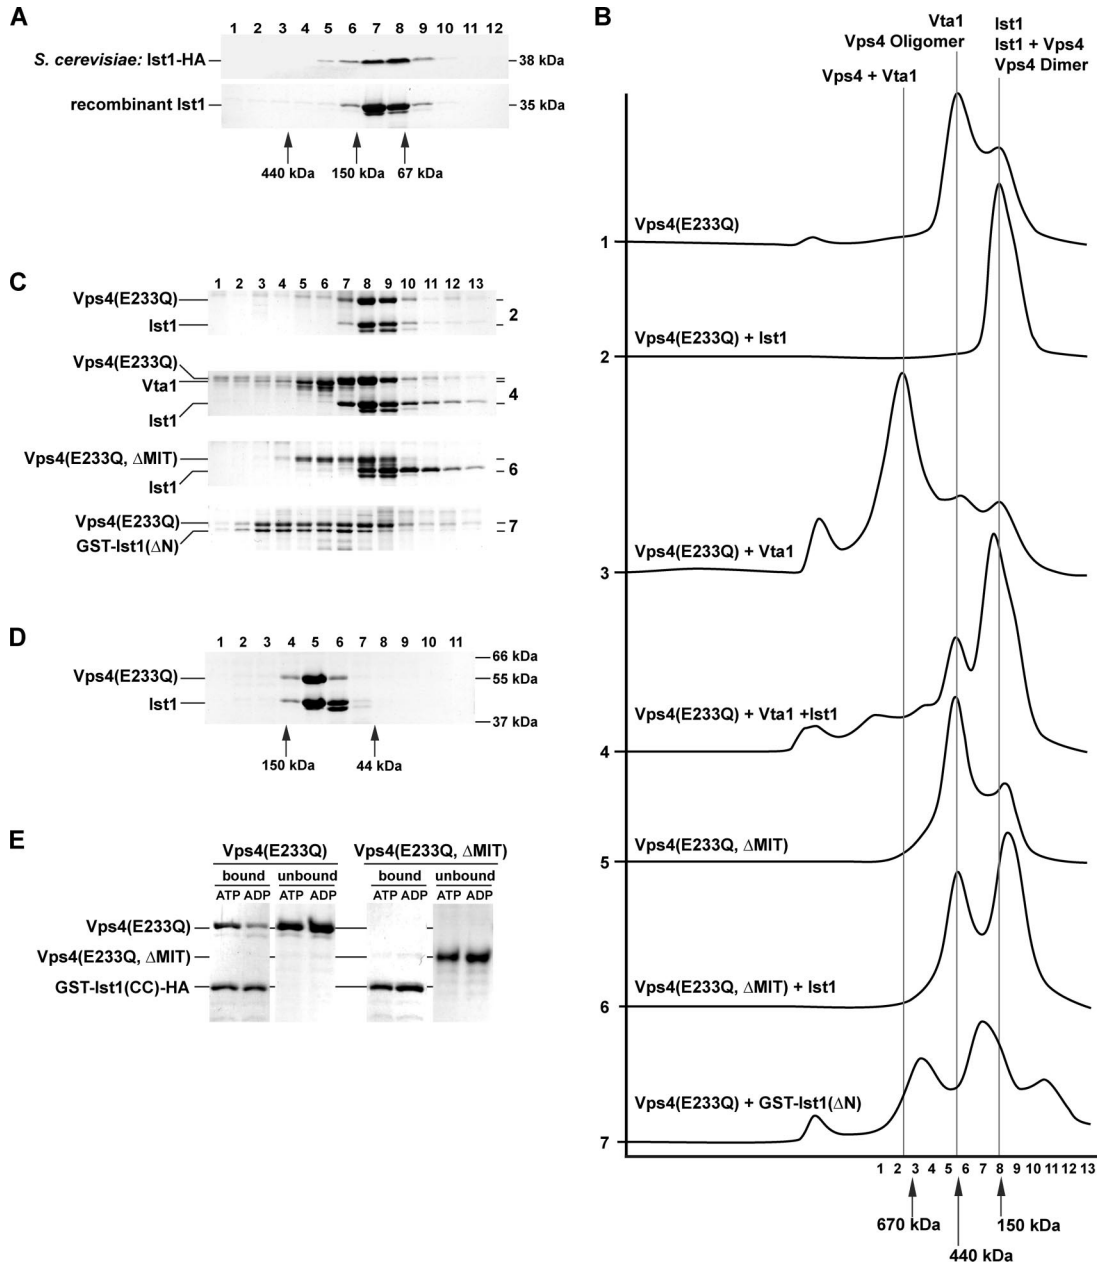 A
1 2 3 4 5 6 7 8 9 10 11 12
S. cerevisiae: Ist1-HA
38 kDa
recombinant Ist1
35 kDa
440 kDa 150 kDa 67 kDa
B
Vta1
Vps4 Oligomer
Vps4 + Vta1
Ist1
Ist1 + Vps4
Vps4 Dimer
Vps4(E233Q)
1
Vps4(E233Q) + Ist1
2
Vps4(E233Q) + Vta1
3
Vps4(E233Q) + Vta1 +Ist1
4
Vps4(E233Q, ∆MIT)
5
Vps4(E233Q, ∆MIT) + Ist1
6
Vps4(E233Q) + GST-Ist1(∆N)
7
1 2 3 4 5 6 7 8 9 10 11 12 13
670 kDa
150 kDa
440 kDa
C
1 2 3 4 5 6 7 8 9 10 11 12 13
Vps4(E233Q)
2
Ist1
Vps4(E233Q)
Vta1
4
Ist1
Vps4(E233Q, ∆MIT)
6
Ist1
Vps4(E233Q)
7
GST-Ist1(∆N)
D
1 2 3 4 5 6 7 8 9 10 11
66 kDa
Vps4(E233Q)
55 kDa
Ist1
37 kDa
150 kDa 44 kDa
E
Vps4(E233Q) Vps4(E233Q, ∆MIT)
bound unbound bound unbound
ATP ADP ATP ADP ATP ADP ATP ADP
Vps4(E233Q)
Vps4(E233Q, ∆MIT)
GST-Ist1(CC)-HA